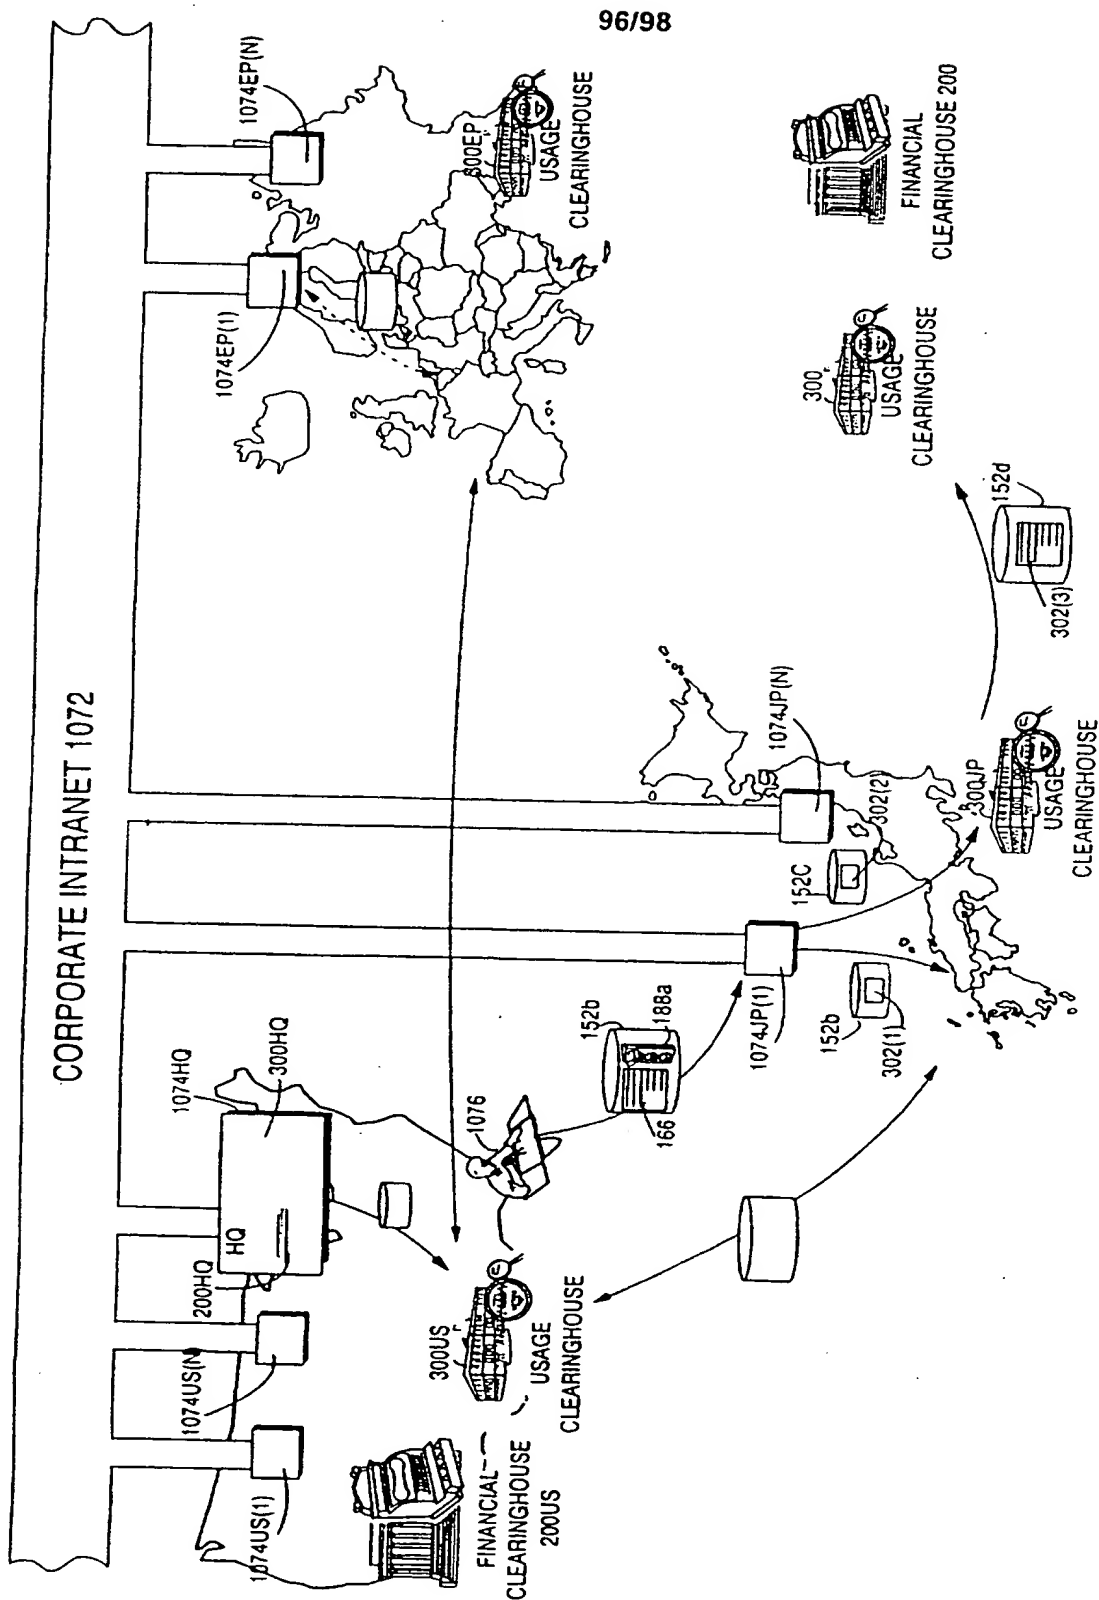 96/98
CORPORATE INTRANET 1072
1074US(1)
1074US(N
200HQ
HQ
1074HQ
300HQ
1074EP(1)
1074EP(N)
FINANCIAL
CLEARINGHOUSE
200US
300US
USAGE
CLEARINGHOUSE
1076
152b
188a
166
1074JP(1)
1074JP(N)
152b
302(1)
152C
302(2)
300JP
USAGE
CLEARINGHOUSE
152d
302(3)
300EP
USAGE
CLEARINGHOUSE
300
USAGE
CLEARINGHOUSE
FINANCIAL
CLEARINGHOUSE 200